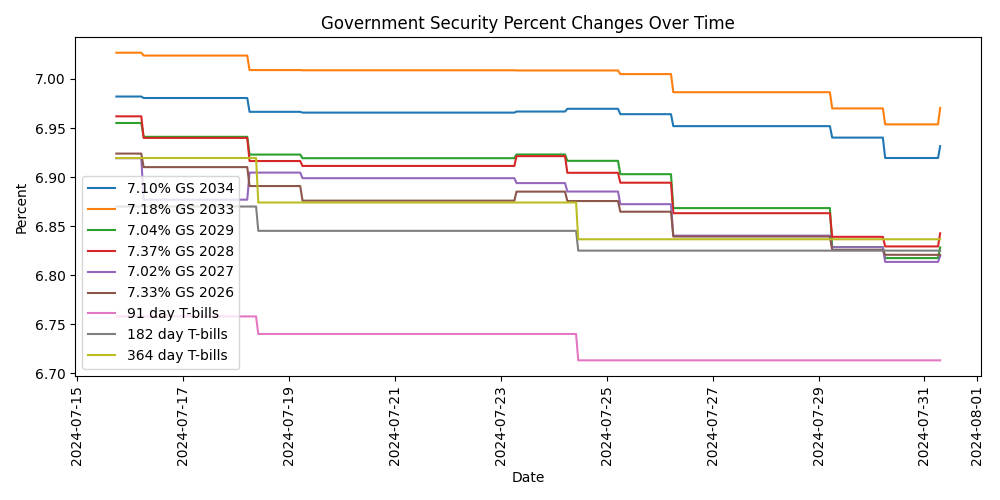 Government Security Percent Changes Over Time
Percent
7.00
6.95
6.90
6.85
6.80
6.75
6.70
7.10% GS 2034
7.18% GS 2033
7.04% GS 2029
7.37% GS 2028
7.02% GS 2027
7.33% GS 2026
91 day T-bills
182 day T-bills
364 day T-bills
2024-07-15
2024-07-17
2024-07-19
2024-07-21
2024-07-23
2024-07-25
2024-07-27
2024-07-29
2024-07-31
2024-08-01
Date